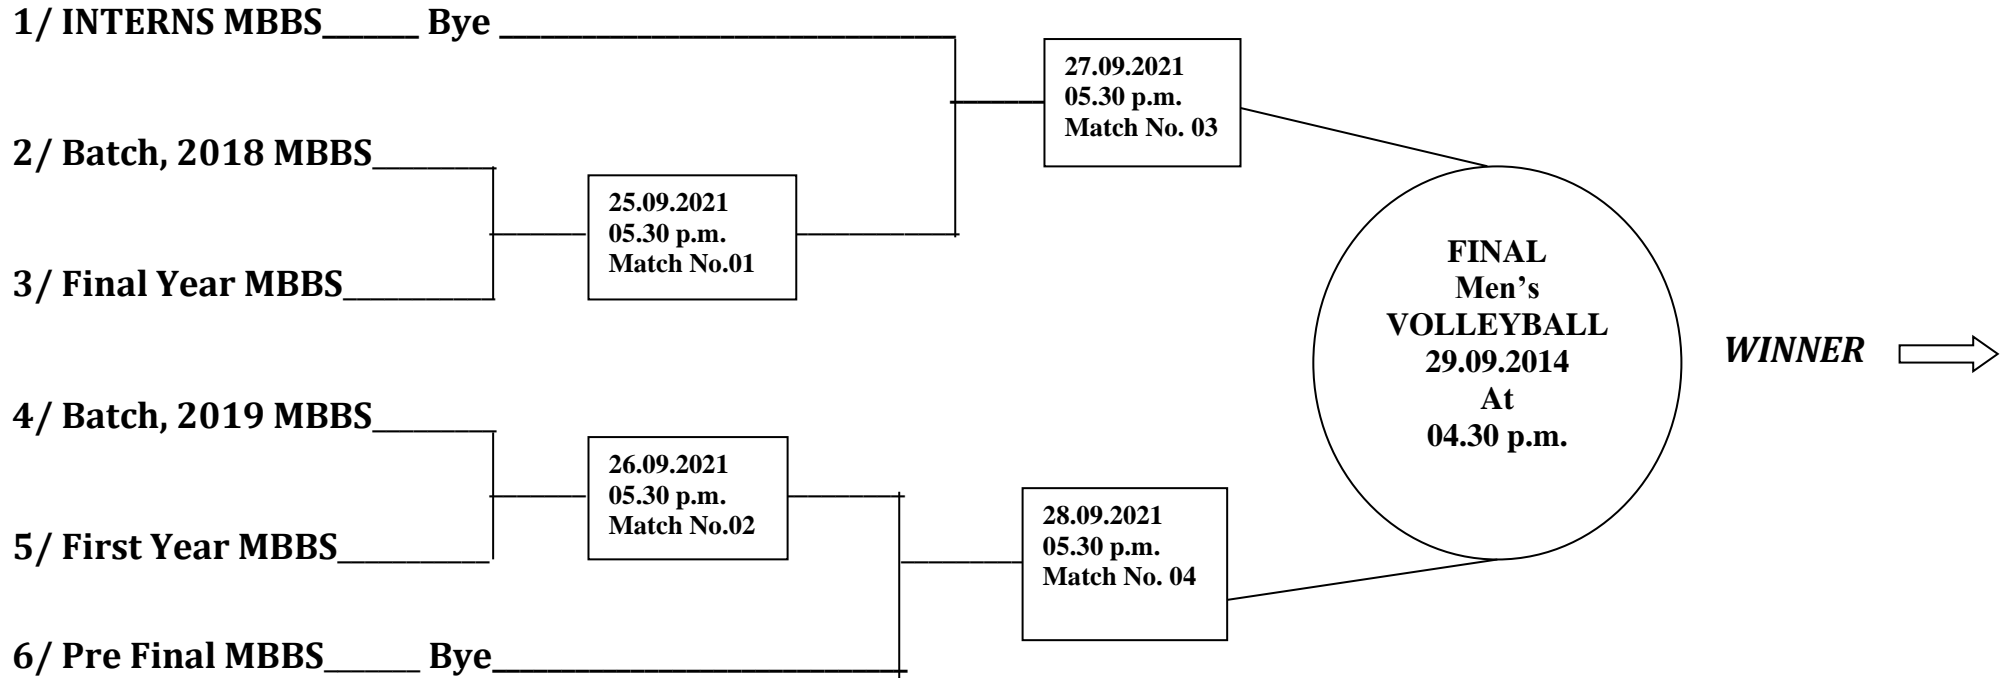 1/ INTERNS MBBS______ Bye ______________________________
27.09.2021
05.30 p.m.
Match No. 03
2/ Batch, 2018 MBBS________
25.09.2021
05.30 p.m.
Match No.01
3/ Final Year MBBS__________
FINAL
Men’s
VOLLEYBALL
29.09.2014
At
04.30 p.m.
WINNER
4/ Batch, 2019 MBBS________
26.09.2021
05.30 p.m.
Match No.02
5/ First Year MBBS__________
28.09.2021
05.30 p.m.
Match No. 04
6/ Pre Final MBBS______ Bye___________________________